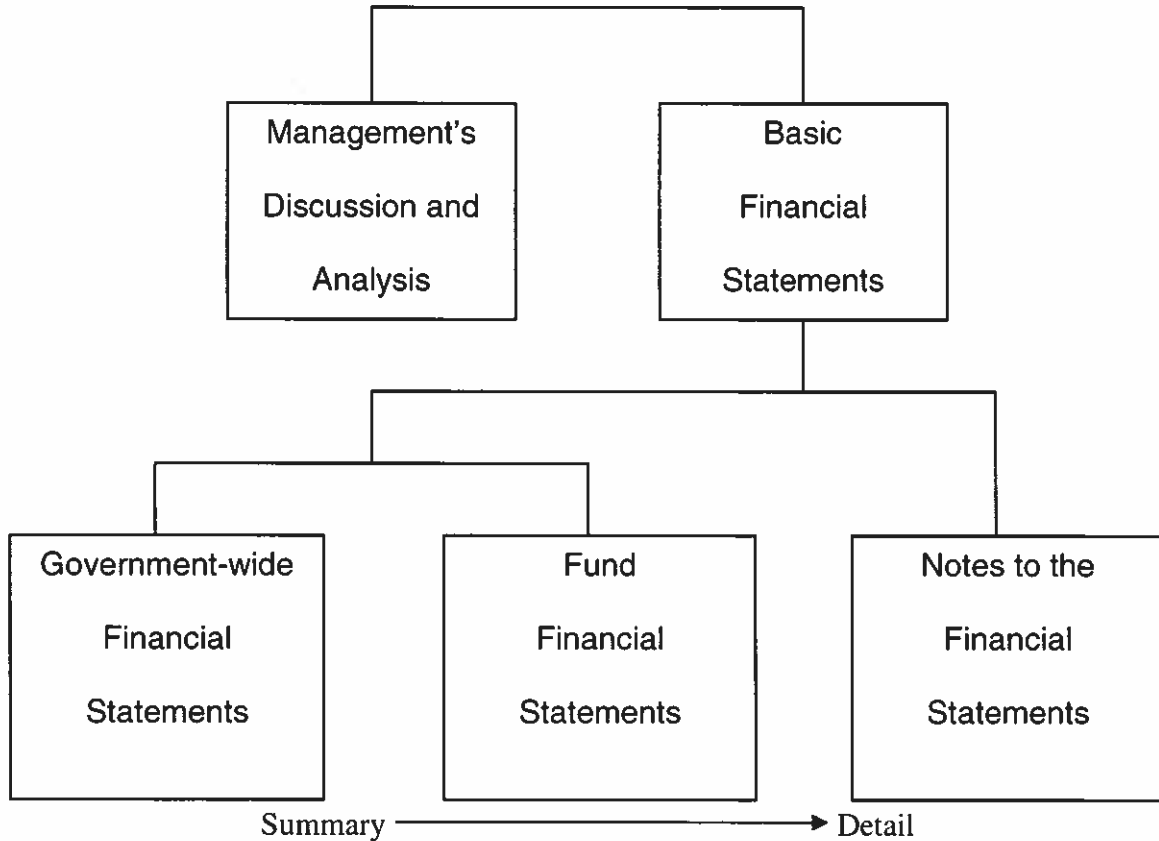 Management's
Discussion and
Analysis
Basic
Financial
Statements
Government-wide
Financial
Statements
Fund
Financial
Statements
Notes to the
Financial
Statements
Summary
Detail